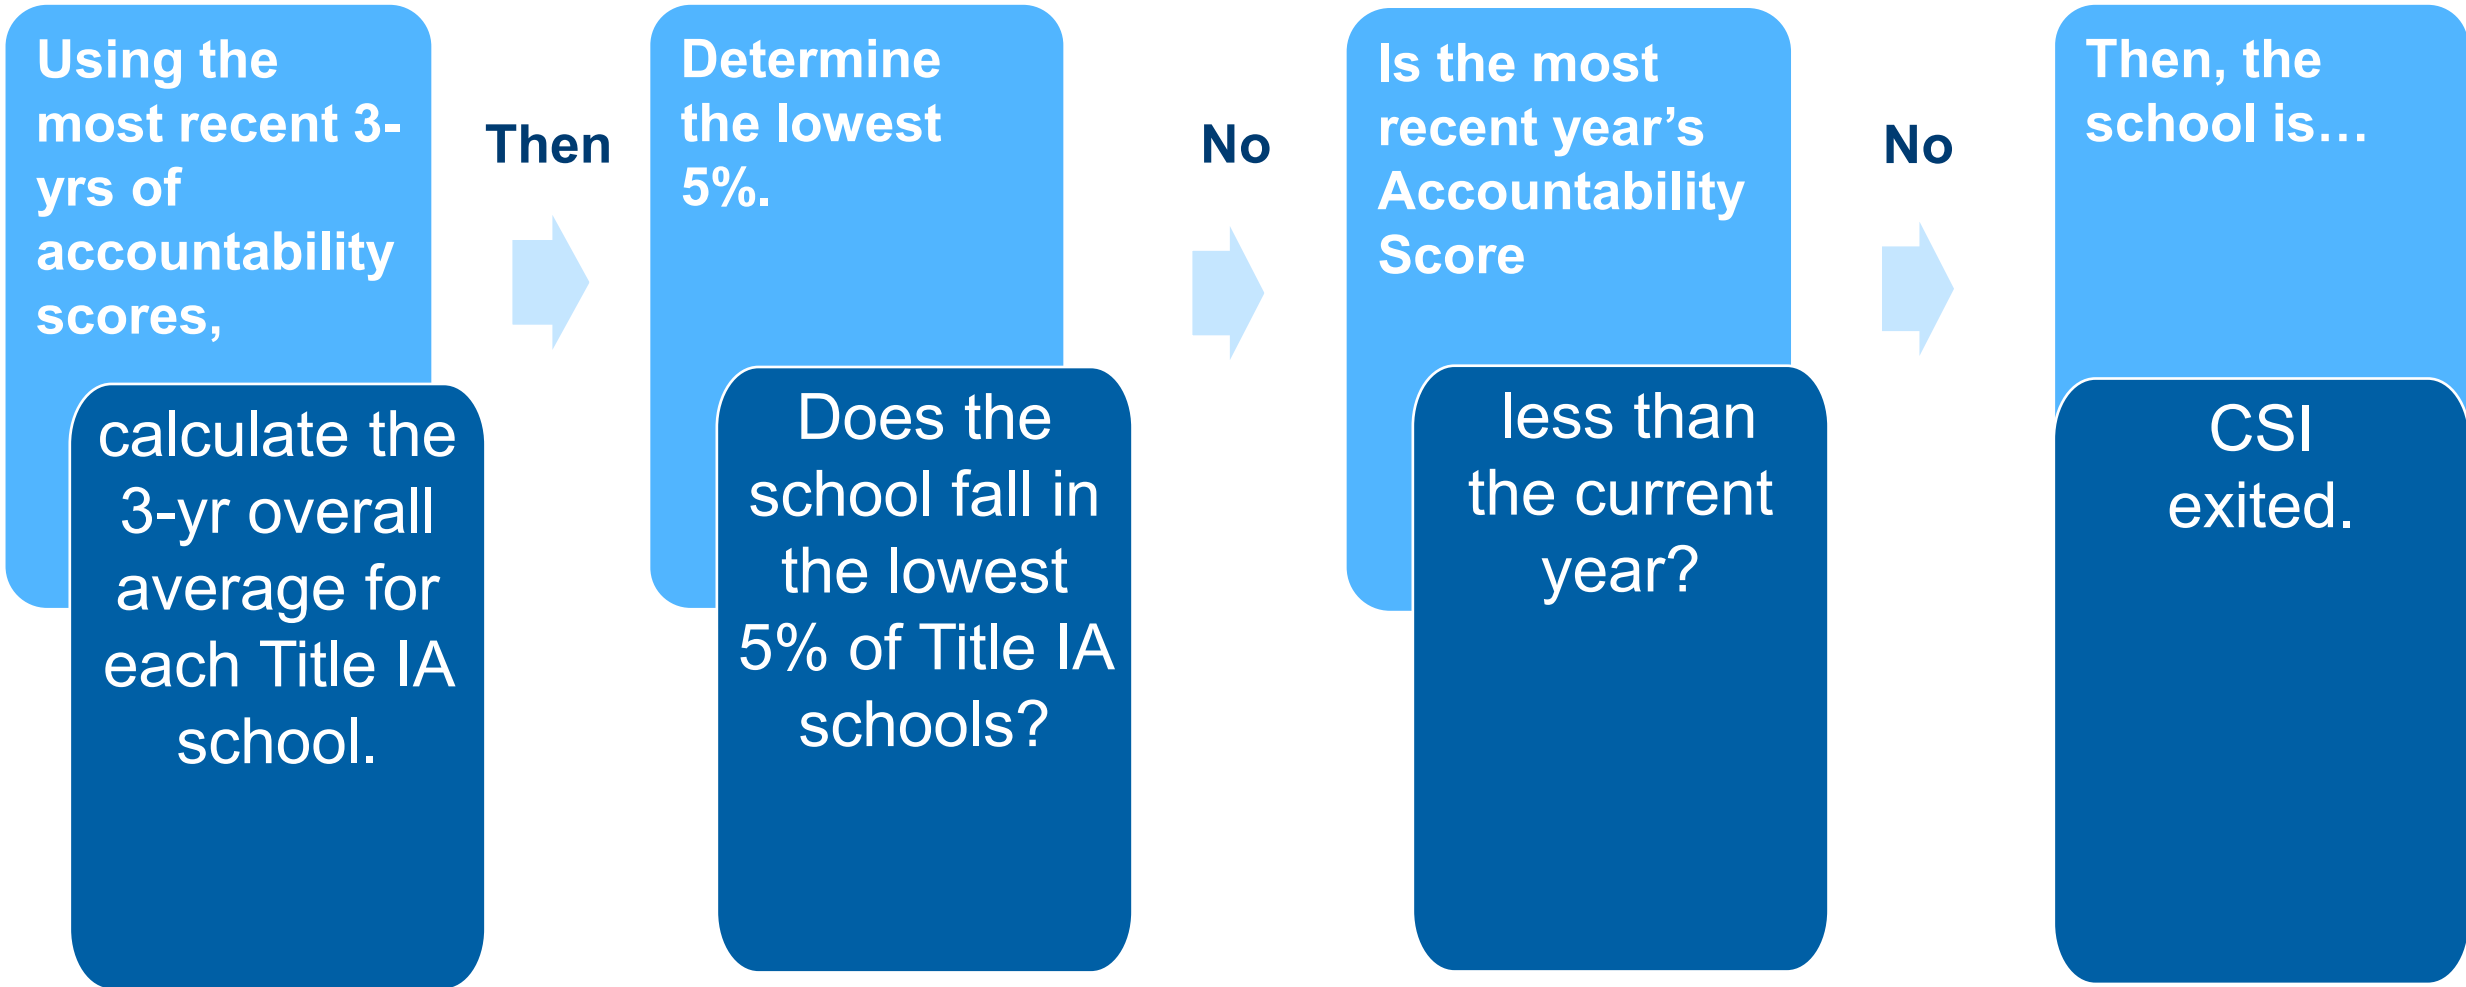 Using the
most recent 3-
yrs of
accountability
scores,
calculate the
3-yr overall
average for
each Title IA
school.
Then
Determine
the lowest
5%.
Does the
school fall in
the lowest
5% of Title IA
schools?
No
Is the most
recent year’s
Accountability
Score
less than
the current
year?
No
Then, the
school is…
CSI
exited.